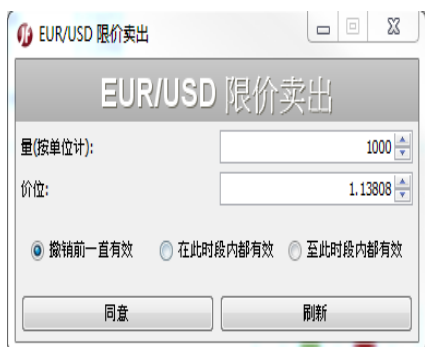 EUR/USD 限价卖出
EUR/USD 限价卖出
量(按单位计): 1000
价位: 1.13808
撤销前一直有效 在此时段内都有效 至此时段内都有效
同意 刷新